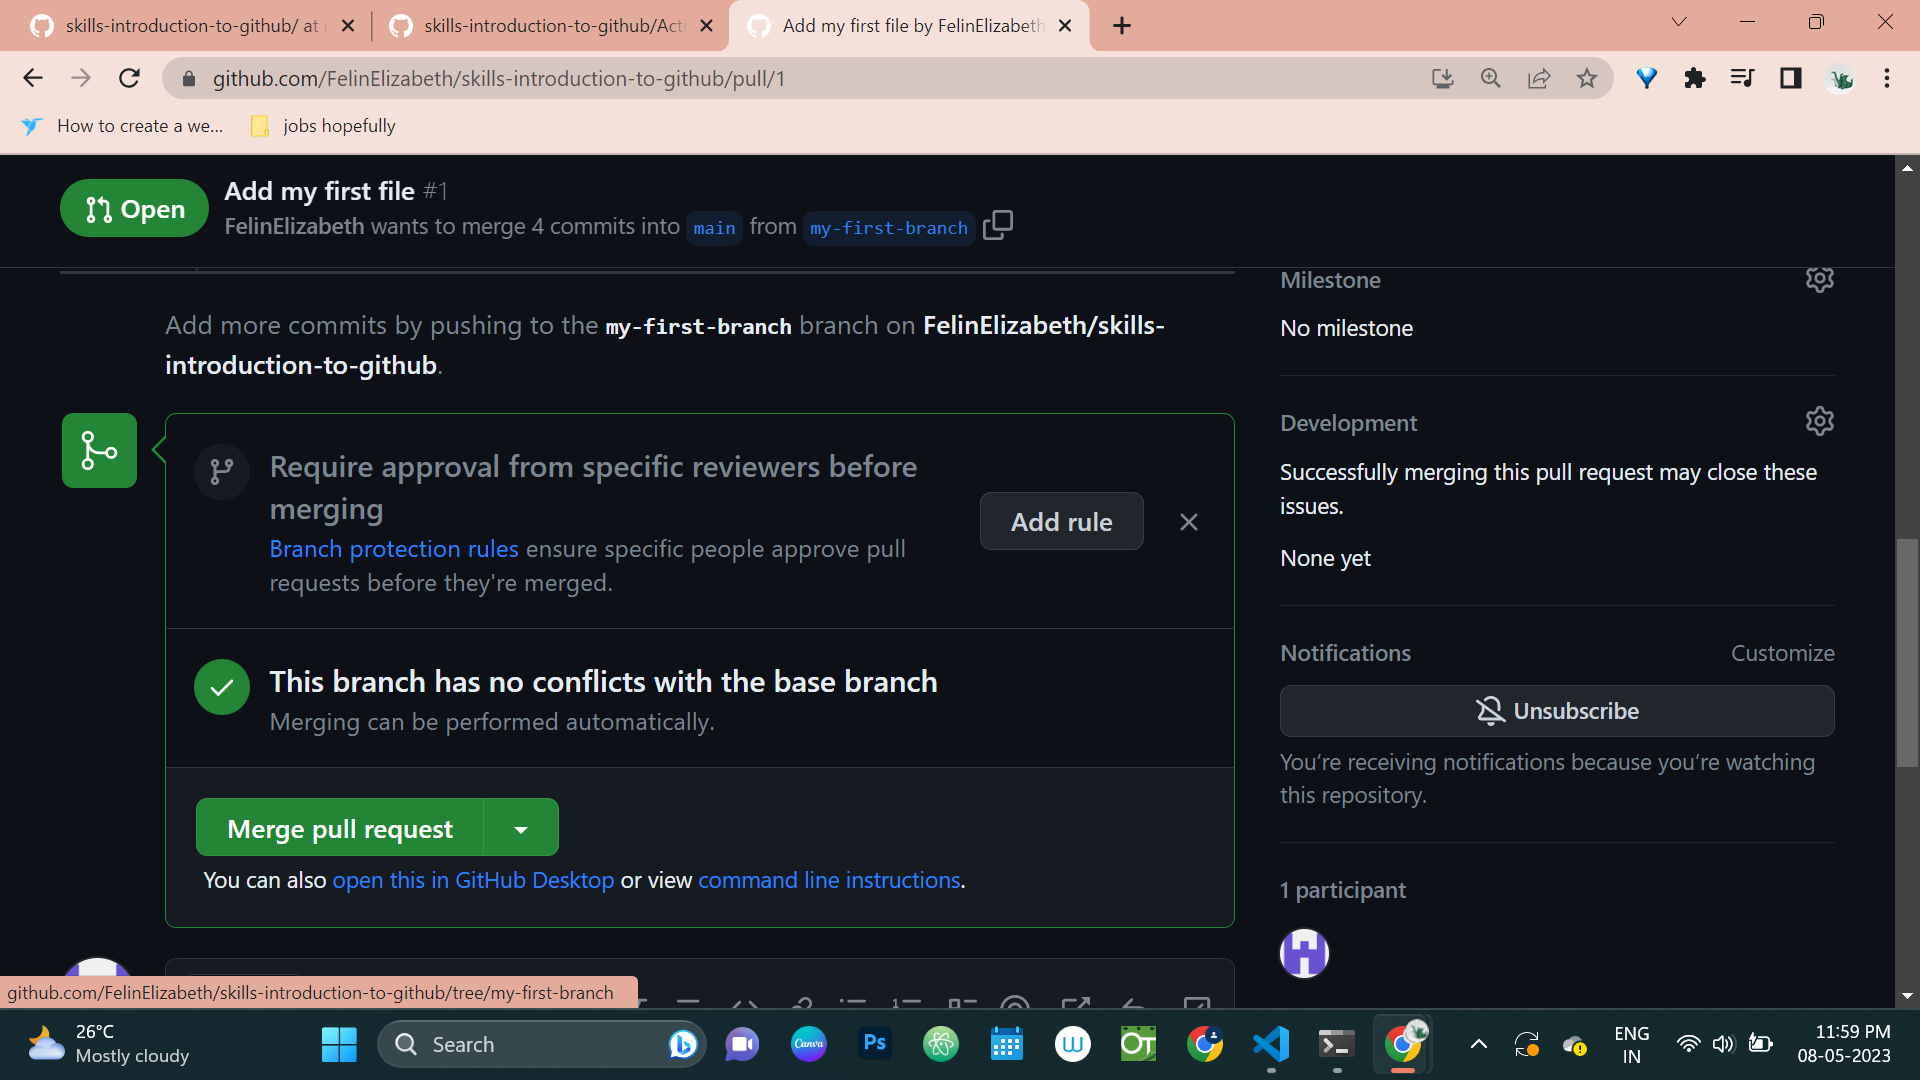 skills-introduction-to-github/ at
skills-introduction-to-github/Act
Add my first file by FelinElizabeth
github.com/FelinElizabeth/skills-introduction-to-github/pull/1
How to create a we...
jobs hopefully
Open
Add my first file #1
FelinElizabeth wants to merge 4 commits into main from my-first-branch
Add more commits by pushing to the my-first-branch branch on FelinElizabeth/skills-
introduction-to-github.
Require approval from specific reviewers before
merging
Branch protection rules ensure specific people approve pull
requests before they're merged.
Add rule
This branch has no conflicts with the base branch
Merging can be performed automatically.
Merge pull request
You can also open this in GitHub Desktop or view command line instructions.
Milestone
No milestone
Development
Successfully merging this pull request may close these
issues.
None yet
Notifications
Customize
Unsubscribe
You’re receiving notifications because you’re watching
this repository.
1 participant
github.com/FelinElizabeth/skills-introduction-to-github/tree/my-first-branch
26°C
Mostly cloudy
Search
Canva
Ps
W
OT
ENG
IN
11:59 PM
08-05-2023